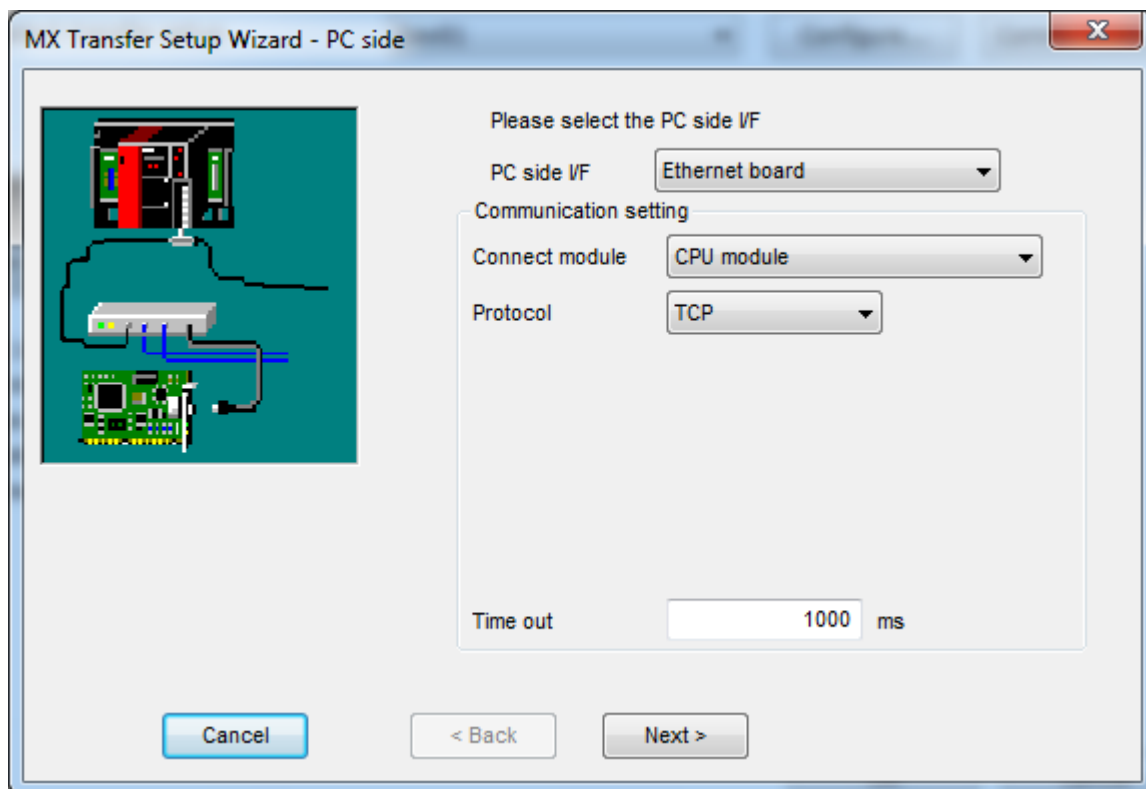 MX Transfer Setup Wizard - PC side
Please select the PC side I/F
PC side I/F Ethernet board
Communication setting
Connect module CPU module
Protocol TCP
Time out 1000 ms
Cancel < Back Next >